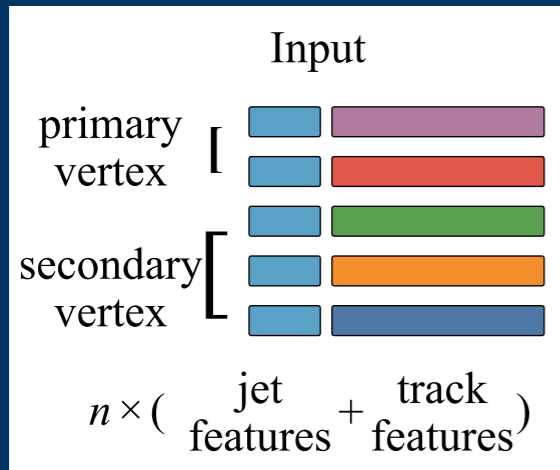 Input
primary
vertex
secondary
vertex
n × ( jet features + track features )